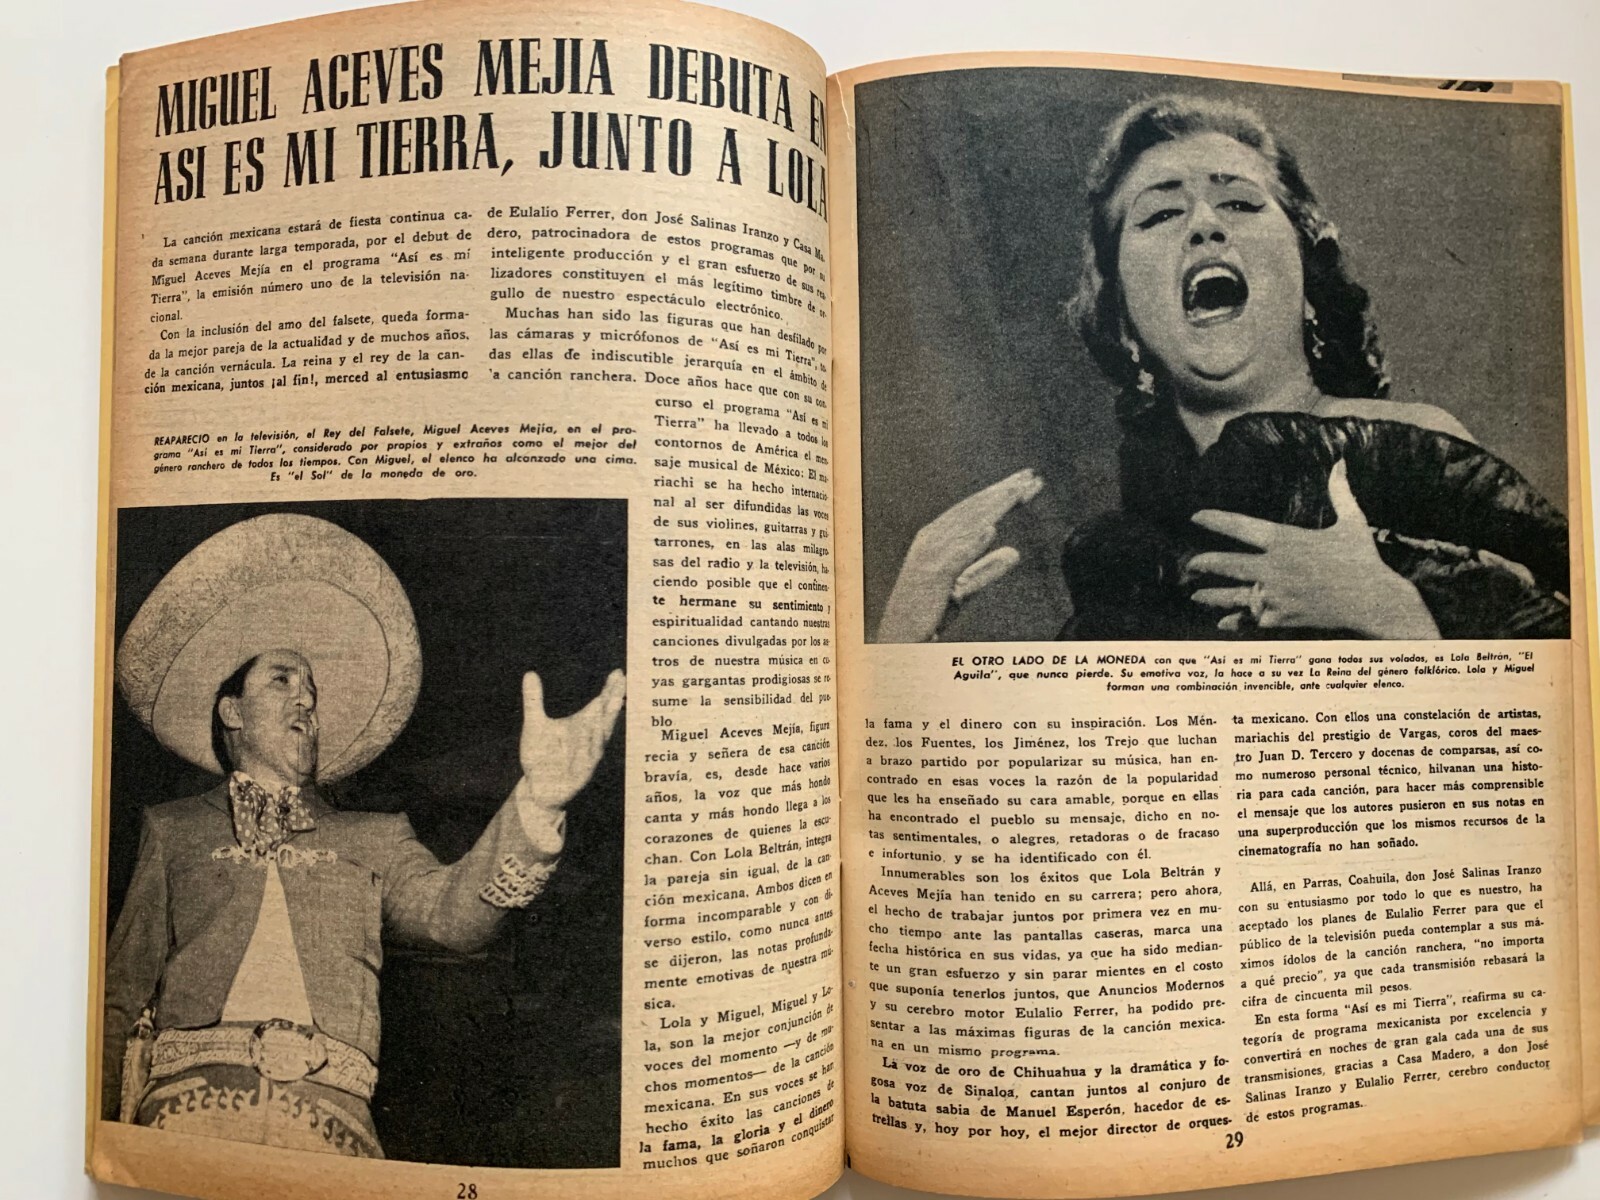 MIGUEL ACEVES MEJIA DEBUTA EN
ASI ES MI TIERRA, JUNTO A LOLA
La canción mexicana estará de fiesta continua ca-
da semana durante larga temporada, por el debut de
Miguel Aceves Mejía en el programa "Así es mi
Tierra", la emisión número uno de la televisión na-
cional.
Con la inclusión del amo del falsete, queda forma-
da la mejor pareja de la actualidad y de muchos años,
de la canción vernácula. La reina y el rey de la can-
ción mexicana, juntos ¡al fin!, merced al entusiasmo
de Eulalio Ferrer, don José Salinas Iranzo y Casa Ma-
dero, patrocinadora de estos programas que por su
inteligente producción y el gran esfuerzo de sus rea-
lizadores constituyen el más legítimo timbre de or-
gullo de nuestro espectáculo electrónico.
Muchas han sido las figuras que han desfilado por
las cámaras y micrófonos de "Así es mi Tierra", to-
das ellas de indiscutible jerarquía en el ámbito de
'a canción ranchera. Doce años hace que con su con-
curso el programa "Así es mi
Tierra" ha llevado a todos los
contornos de América el men-
saje musical de México: El ma-
riachi se ha hecho internacio-
nal al ser difundidas las voces
de sus violines, guitarras y gui-
tarrones, en las alas milagro-
sas del radio y la televisión, ha-
ciendo posible que el continen-
te hermane su sentimiento y
espiritualidad cantando nuestras
canciones divulgadas por los as-
tros de nuestra música en cu-
yas gargantas prodigiosas se re-
sume la sensibilidad del pue-
blo
Miguel Aceves Mejía, figura
recia y señera de esa canción
bravía, es, desde hace varios
años, la voz que más hondo
canta y más hondo llega a los
corazones de quienes la escu-
chan. Con Lola Beltrán, integra
la pareja sin igual, de la can-
ción mexicana. Ambos dicen en
forma incomparable y con di-
verso estilo, como nunca antes
se dijeron, las notas profunda-
mente emotivas de nuestra mú-
sica.
Lola y Miguel, Miguel y Lo-
la, son la mejor conjunción de
voces del momento —y de mu-
chos momentos— de la canción
mexicana. En sus voces se han
hecho éxito las canciones de
la fama, la gloria y el dinero
muchos que soñaron conquistar
REAPARECIO en la televisión, el Rey del Falsete, Miguel Aceves Mejía, en el pro-
grama "Así es mi Tierra", considerado por propios y extraños como el mejor del
género ranchero de todos los tiempos. Con Miguel, el elenco ha alcanzado una cima.
Es "el Sol" de la moneda de oro.
28
EL OTRO LADO DE LA MONEDA con que "Así es mi Tierra" gana todos sus volados, es Lola Beltrán, "El
Aguila", que nunca pierde. Su emotiva voz, la hace a su vez La Reina del género folklórico. Lola y Miguel
forman una combinación invencible, ante cualquier elenco.
la fama y el dinero con su inspiración. Los Mén-
dez, los Fuentes, los Jiménez, los Trejo que luchan
a brazo partido por popularizar su música, han en-
contrado en esas voces la razón de la popularidad
que les ha enseñado su cara amable, porque en ellas
ha encontrado el pueblo su mensaje, dicho en no-
tas sentimentales, o alegres, retadoras o de fracaso
e infortunio, y se ha identificado con él.
Innumerables son los éxitos que Lola Beltrán y
Aceves Mejía han tenido en su carrera; pero ahora,
el hecho de trabajar juntos por primera vez en mu-
cho tiempo ante las pantallas caseras, marca una
fecha histórica en sus vidas, ya que ha sido median-
te un gran esfuerzo y sin parar mientes en el costo
que suponía tenerlos juntos, que Anuncios Modernos
y su cerebro motor Eulalio Ferrer, ha podido pre-
sentar a las máximas figuras de la canción mexica-
na en un mismo programa.
La voz de oro de Chihuahua y la dramática y fo-
gosa voz de Sinaloa, cantan juntos al conjuro de
la batuta sabia de Manuel Esperón, hacedor de es-
trellas y, hoy por hoy, el mejor director de orques-
ta mexicano. Con ellos una constelación de artistas,
mariachis del prestigio de Vargas, coros del maes-
tro Juan D. Tercero y docenas de comparsas, así co-
mo numeroso personal técnico, hilvanan una histo-
ria para cada canción, para hacer más comprensible
el mensaje que los autores pusieron en sus notas en
una superproducción que los mismos recursos de la
cinematografía no han soñado.
Allá, en Parras, Coahuila, don José Salinas Iranzo
con su entusiasmo por todo lo que es nuestro, ha
aceptado los planes de Eulalio Ferrer para que el
público de la televisión pueda contemplar a sus má-
ximos ídolos de la canción ranchera, "no importa
a qué precio", ya que cada transmisión rebasará la
cifra de cincuenta mil pesos.
En esta forma "Así es mi Tierra", reafirma su ca-
tegoría de programa mexicanista por excelencia y
convertirá en noches de gran gala cada una de sus
transmisiones, gracias a Casa Madero, a don José
Salinas Iranzo y Eulalio Ferrer, cerebro conductor
de estos programas.
29